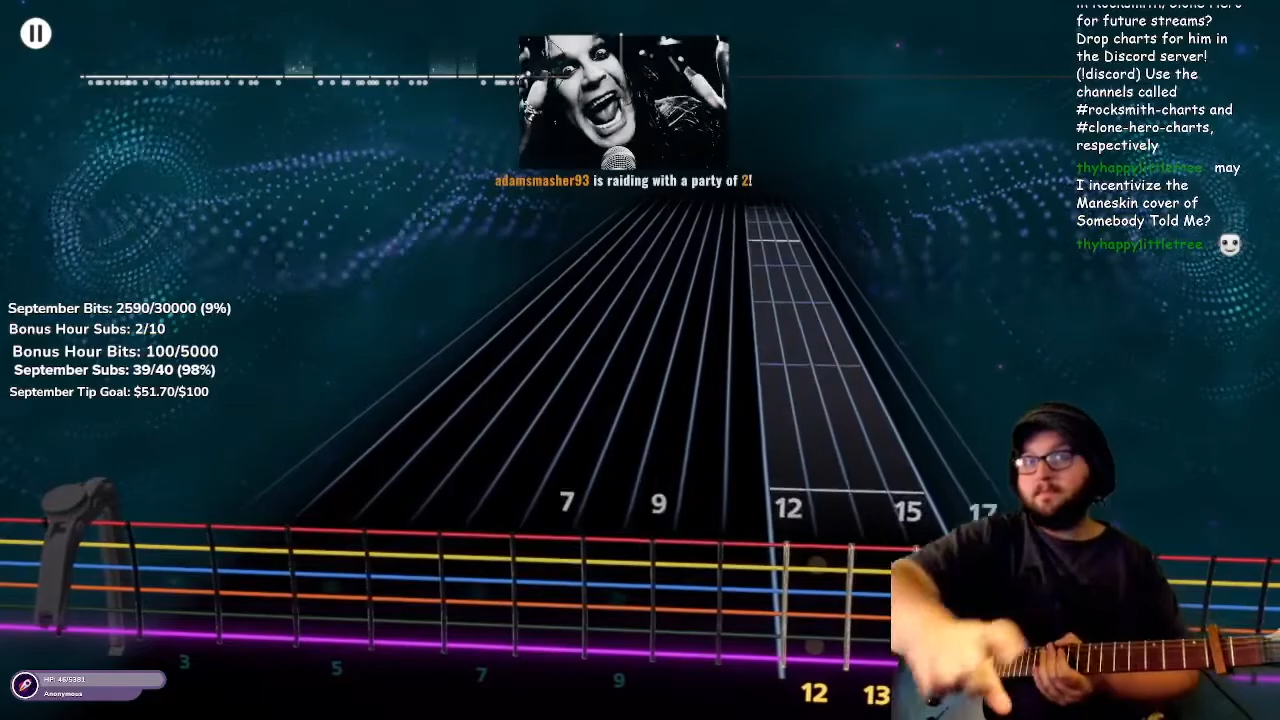 in Rocksmith/Clone Hero
for future streams?
Drop charts for him in
the Discord server!
(!discord) Use the
channels called
#rocksmith-charts and
#clone-hero-charts,
respectively
thyhappylittletree may
I incentivize the
Maneskin cover of
Somebody Told Me?
thyhappylittletree
adamsmasher93 is raiding with a party of 2!
September Bits: 2590/30000 (9%)
Bonus Hour Subs: 2/10
Bonus Hour Bits: 100/5000
September Subs: 39/40 (98%)
September Tip Goal: $51.70/$100
7 9 12 15 17
3 5 7 9 12 13
HP: 46/5381
Anonymous